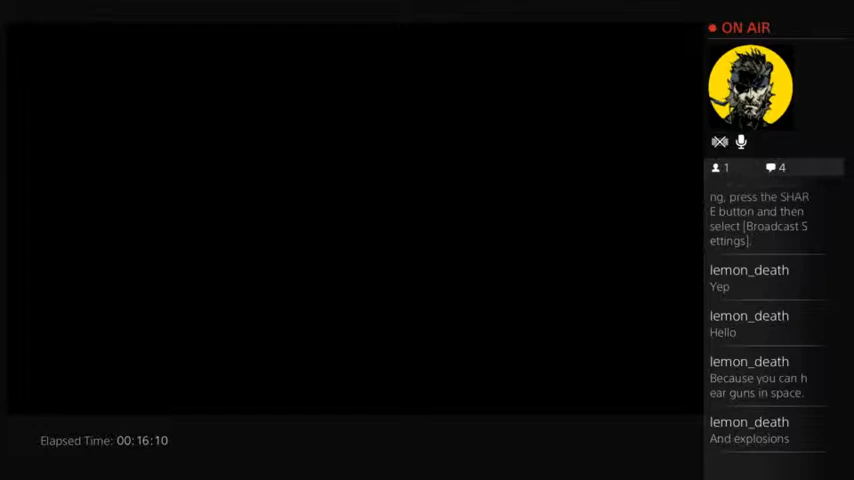 ON AIR
1
4
ng, press the SHAR
E button and then
select [Broadcast S
ettings].
lemon_death
Yep
lemon_death
Hello
lemon_death
Because you can h
ear guns in space.
lemon_death
And explosions
Elapsed Time: 00:16:10